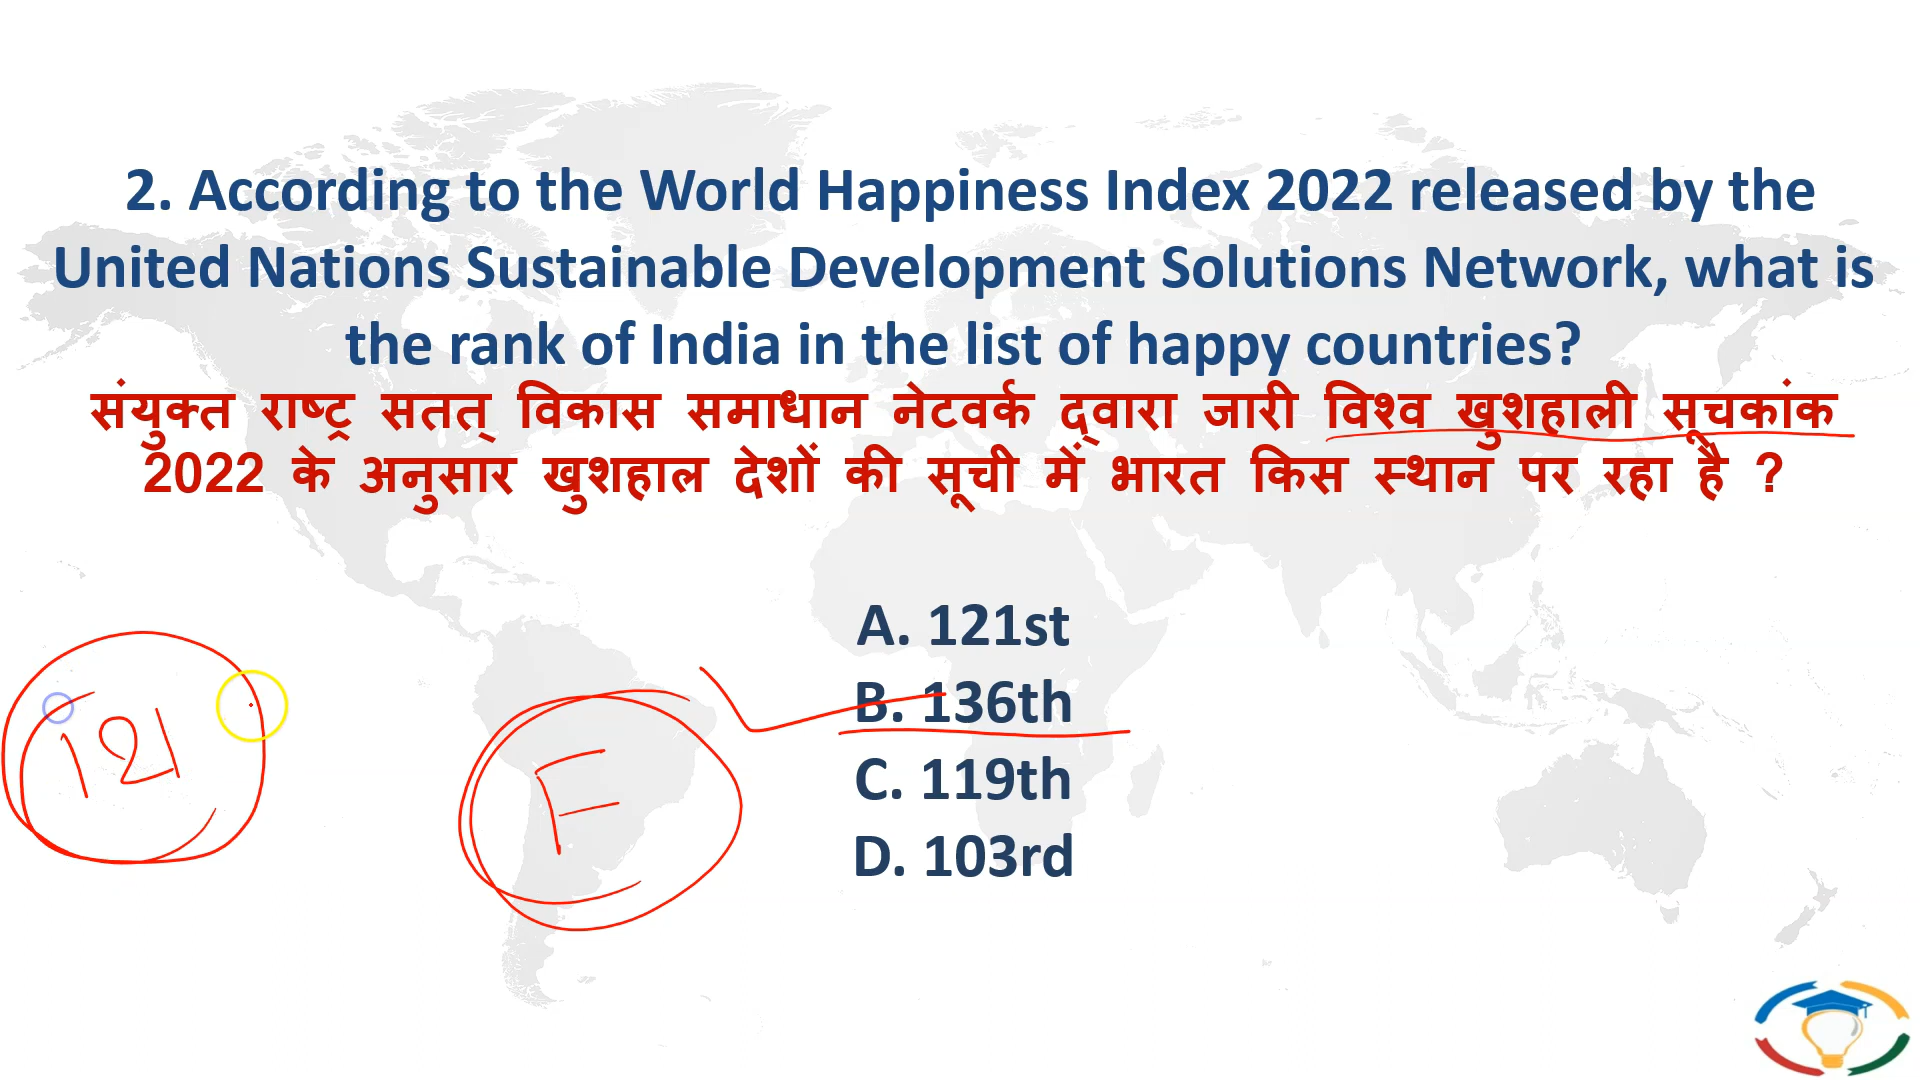 2. According to the World Happiness Index 2022 released by the
United Nations Sustainable Development Solutions Network, what is
the rank of India in the list of happy countries?
संयुक्त राष्ट्र सतत् विकास समाधान नेटवर्क द्वारा जारी विश्व खुशहाली सूचकांक
2022 के अनुसार खुशहाल देशों की सूची में भारत किस स्थान पर रहा है ?
A. 121st
B. 136th
C. 119th
D. 103rd
121
F